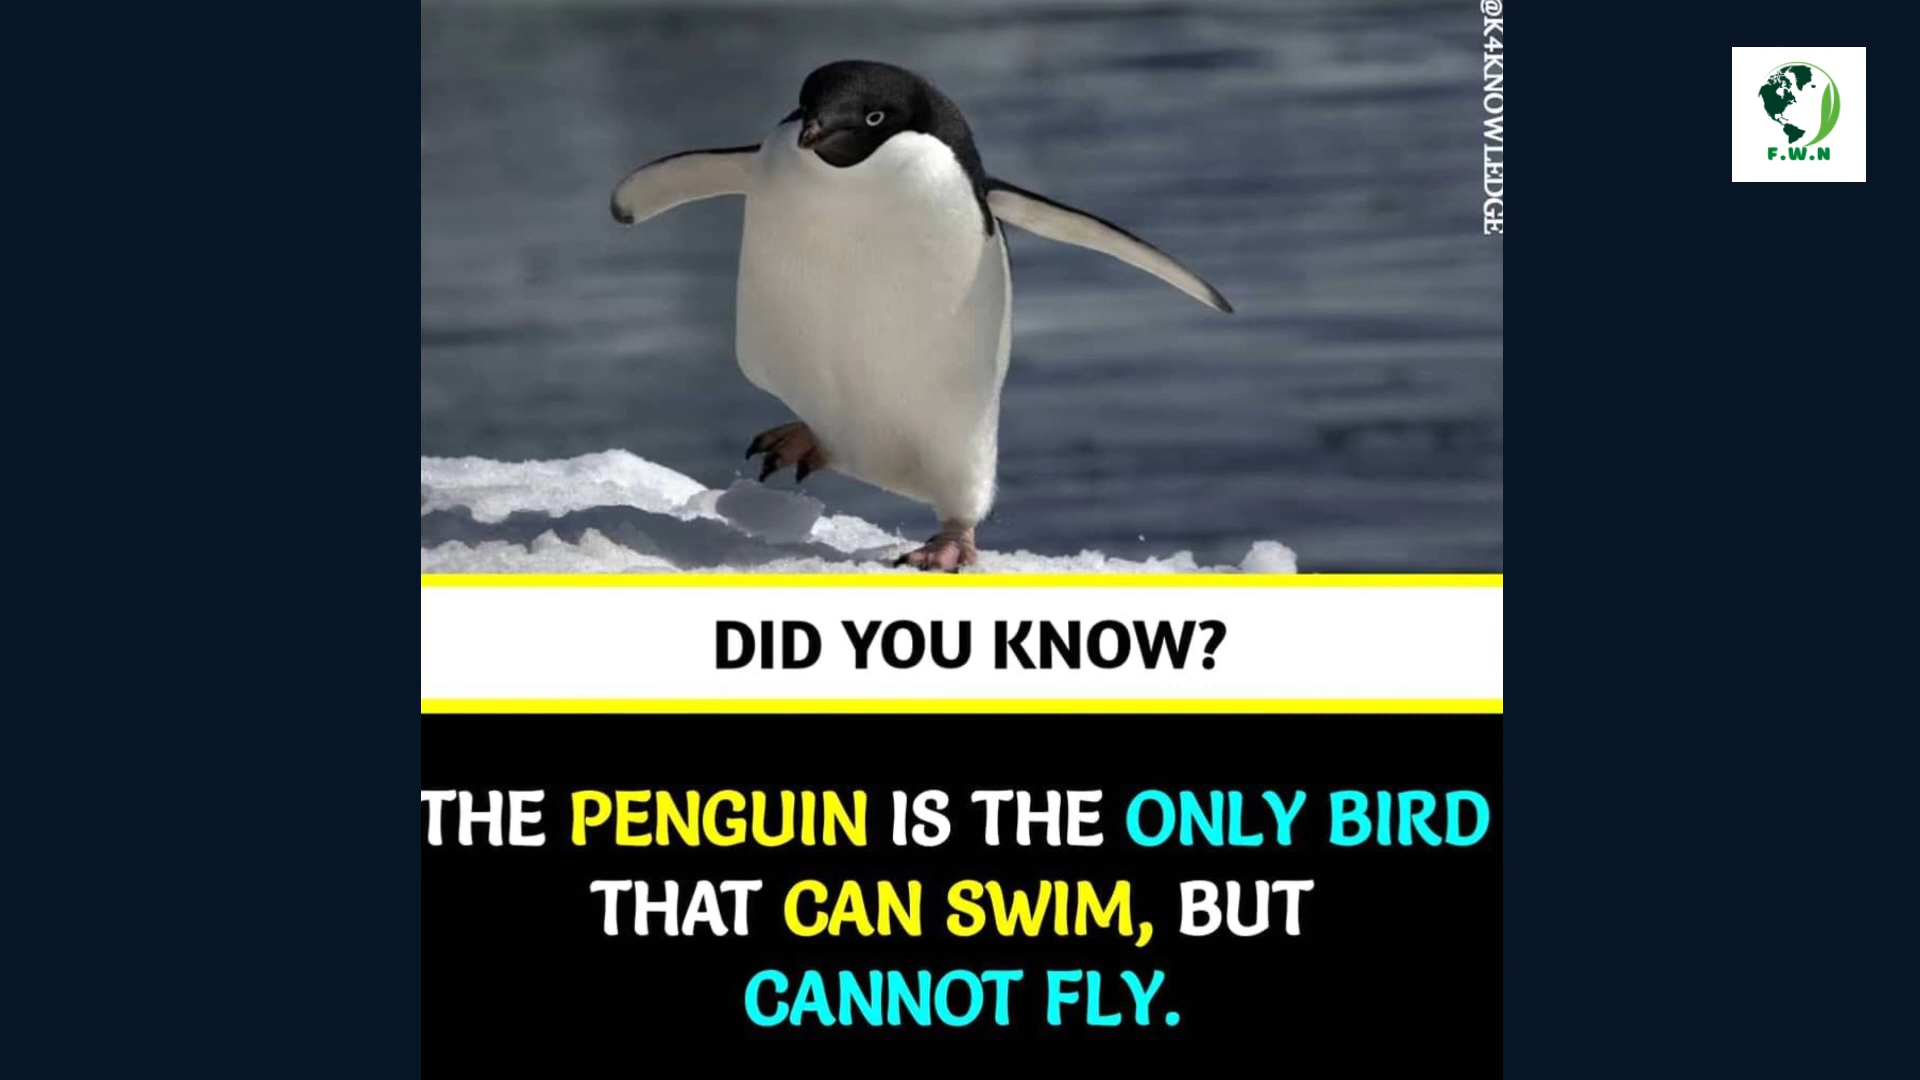 @K4KNOWLEDGE
F.W.N
DID YOU KNOW?
THE PENGUIN IS THE ONLY BIRD
THAT CAN SWIM, BUT
CANNOT FLY.